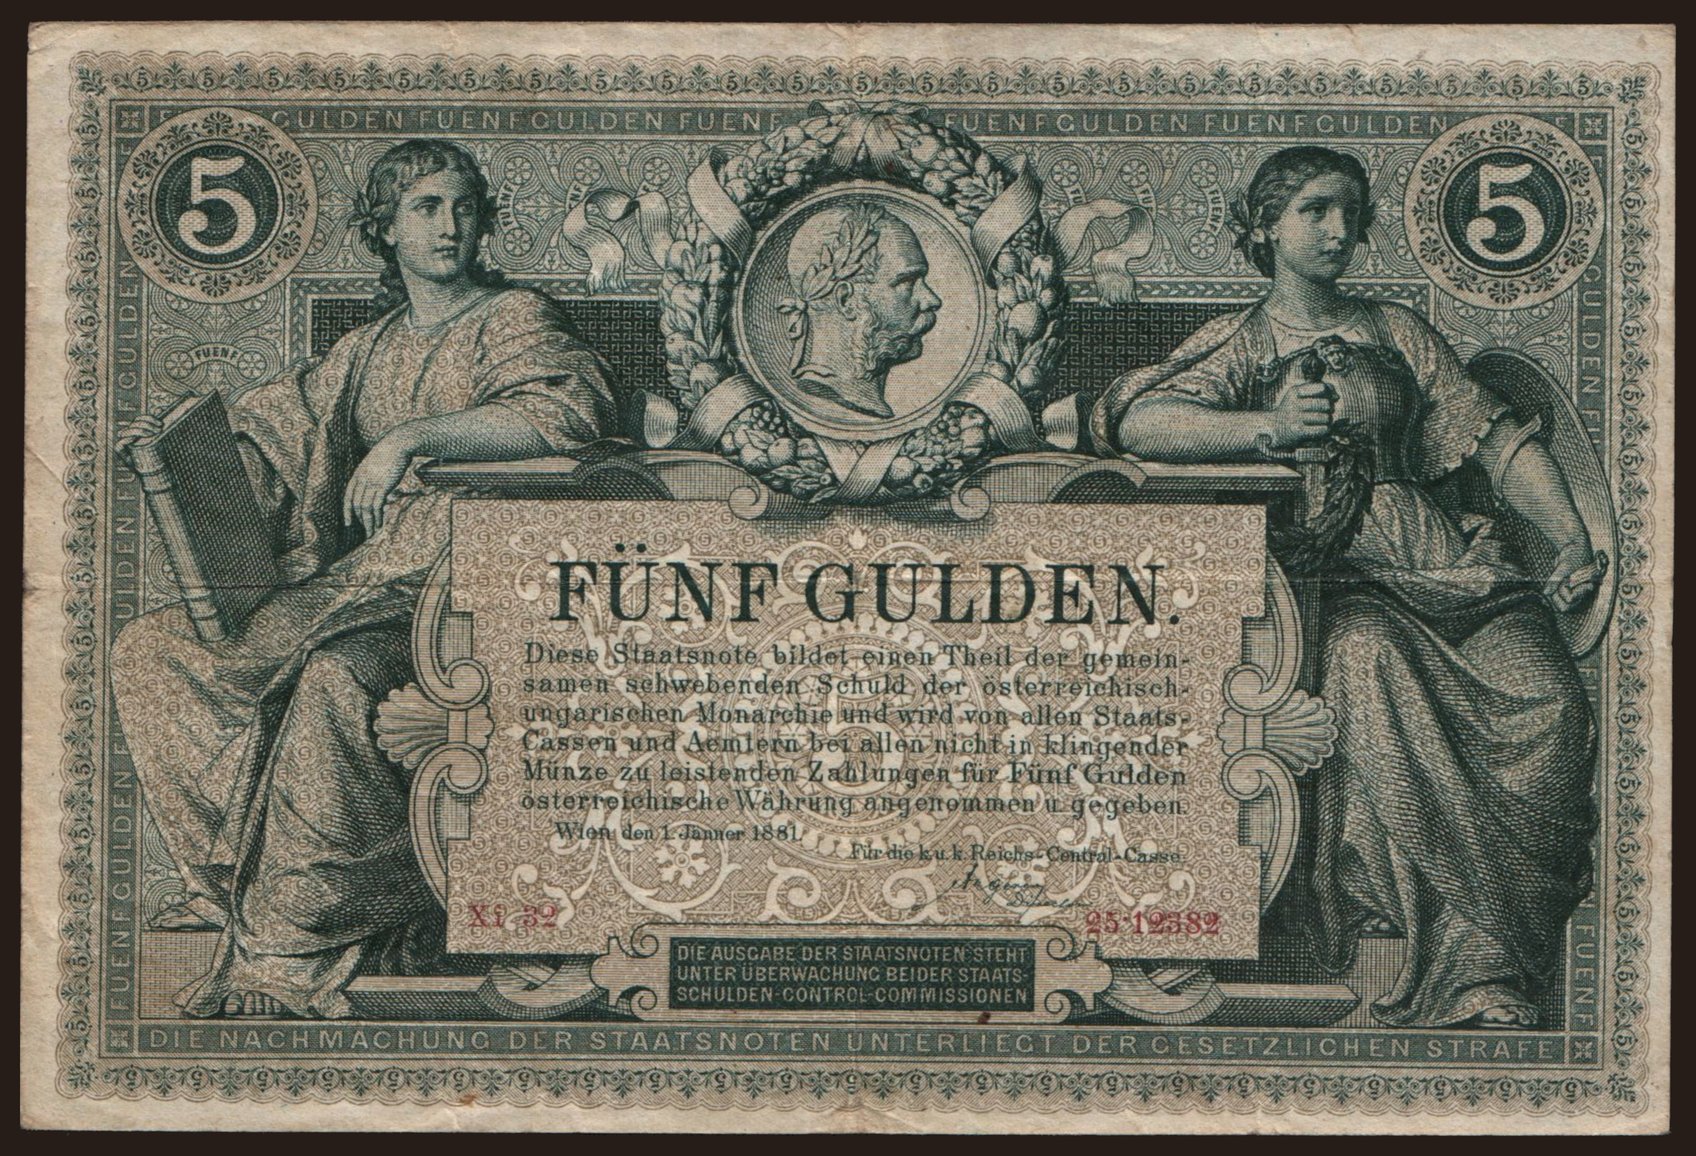 FUENF GULDEN FUENF GULDEN FUENF
FUENF GULDEN FUENF GULDEN
5
5
FÜNF GULDEN.
Diese Staatsnote bildet einen Theil der gemein-
samen schwebenden Schuld der österreichisch-
ungarischen Monarchie und wird von allen Staats-
Cassen und Aemtern bei allen nicht in klingender
Münze zu leistenden Zahlungen für Fünf Gulden
österreichische Währung angenommen u. gegeben.
Wien, den 1. Jänner 1881.
Für die k.u.k. Reichs-Central-Casse.
Xi 32
25·12382
DIE AUSGABE DER STAATSNOTEN STEHT
UNTER ÜBERWACHUNG BEIDER STAATS-
SCHULDEN-CONTROL-COMMISSIONEN
DIE NACHMACHUNG DER STAATSNOTEN UNTERLIEGT DER GESETZLICHEN STRAFE